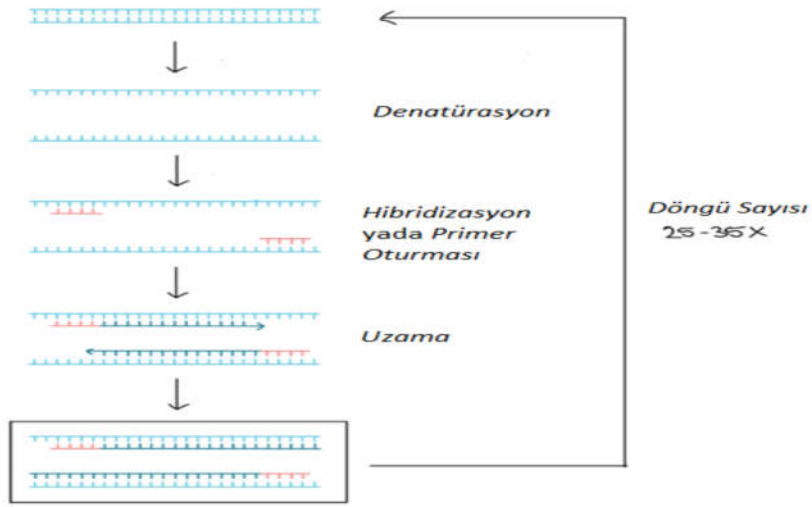 Denatürasyon
Hibridizasyon
yada Primer
Oturması
Döngü Sayısı
25-35X
Uzama